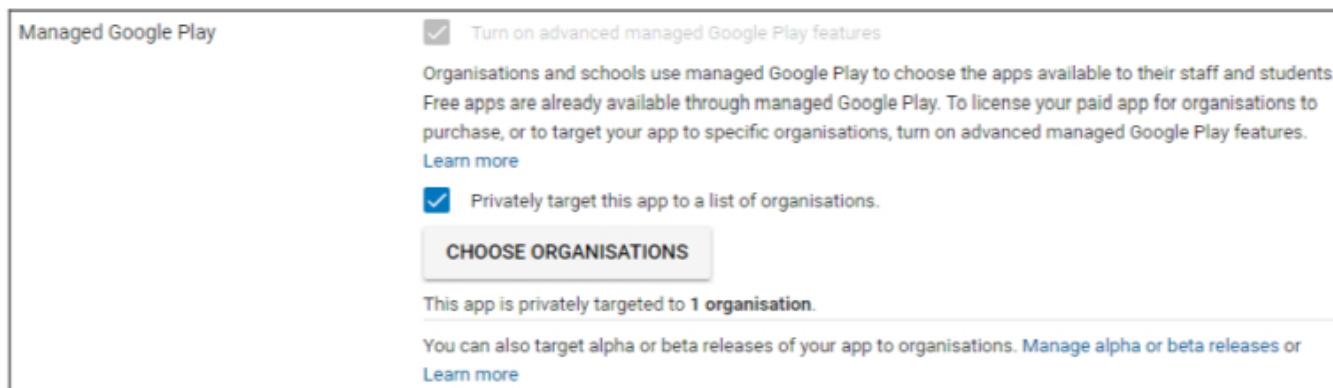 Managed Google Play
Turn on advanced managed Google Play features
Organisations and schools use managed Google Play to choose the apps available to their staff and students
Free apps are already available through managed Google Play. To license your paid app for organisations to
purchase, or to target your app to specific organisations, turn on advanced managed Google Play features.
Learn more
Privately target this app to a list of organisations.
CHOOSE ORGANISATIONS
This app is privately targeted to 1 organisation.
You can also target alpha or beta releases of your app to organisations. Manage alpha or beta releases or
Learn more